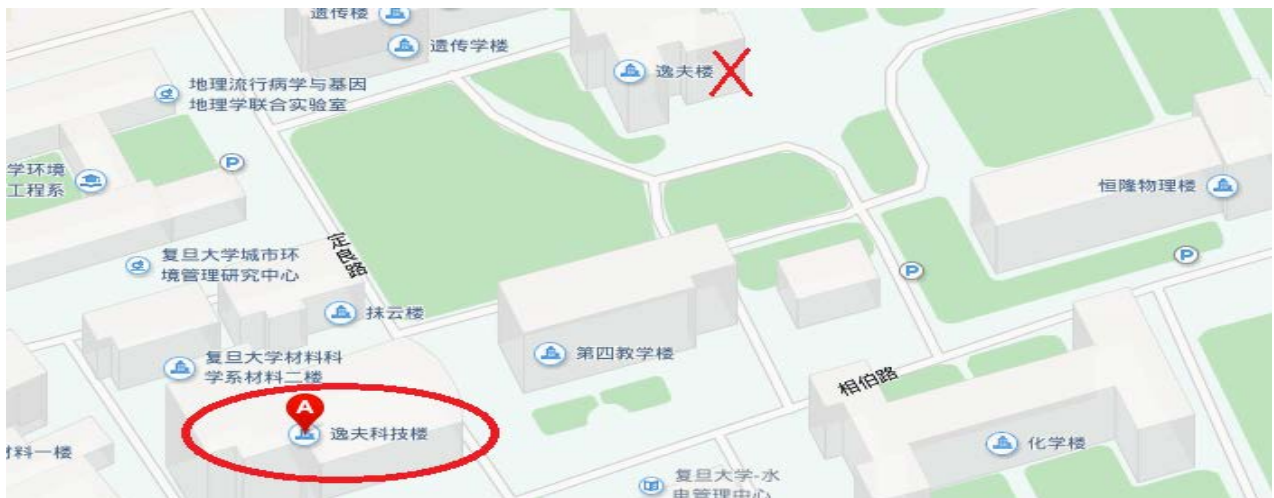 遗传楼
遗传学楼
逸夫楼
地理流行病学与基因
地理学联合实验室
P
学环境
工程系
恒隆物理楼
定良路
复旦大学城市环
境管理研究中心
P
P
抹云楼
复旦大学材料科
学系材料二楼
第四教学楼
相伯路
A
逸夫科技楼
材料一楼
化学楼
复旦大学-水
电管理中心